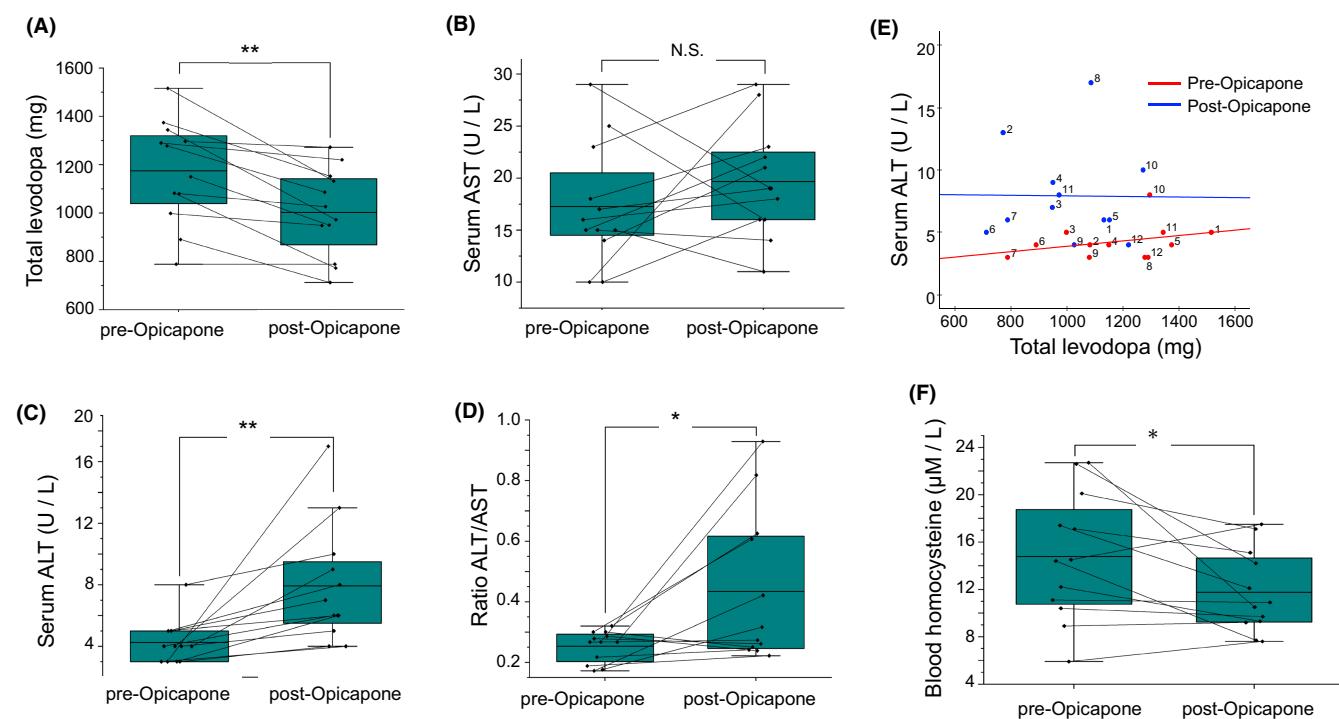 (A)
**
Total levodopa (mg)
1600
1400
1200
1000
800
600
pre-Opicapone
post-Opicapone
(B)
N.S.
Serum AST (U / L)
30
25
20
15
10
pre-Opicapone
post-Opicapone
(E)
Serum ALT (U / L)
20
15
10
5
0
Pre-Opicapone
Post-Opicapone
8
2
4
11
10
10
3
7
5
6
1
9
12
3
6
2
4
11
5
1
7
9
12
8
600
800
1000
1200
1400
1600
Total levodopa (mg)
(C)
**
Serum ALT (U / L)
20
16
12
8
4
pre-Opicapone
post-Opicapone
(D)
*
Ratio ALT/AST
1.0
0.8
0.6
0.4
0.2
pre-Opicapone
post-Opicapone
(F)
*
Blood homocysteine (µM / L)
24
20
16
12
8
4
pre-Opicapone
post-Opicapone